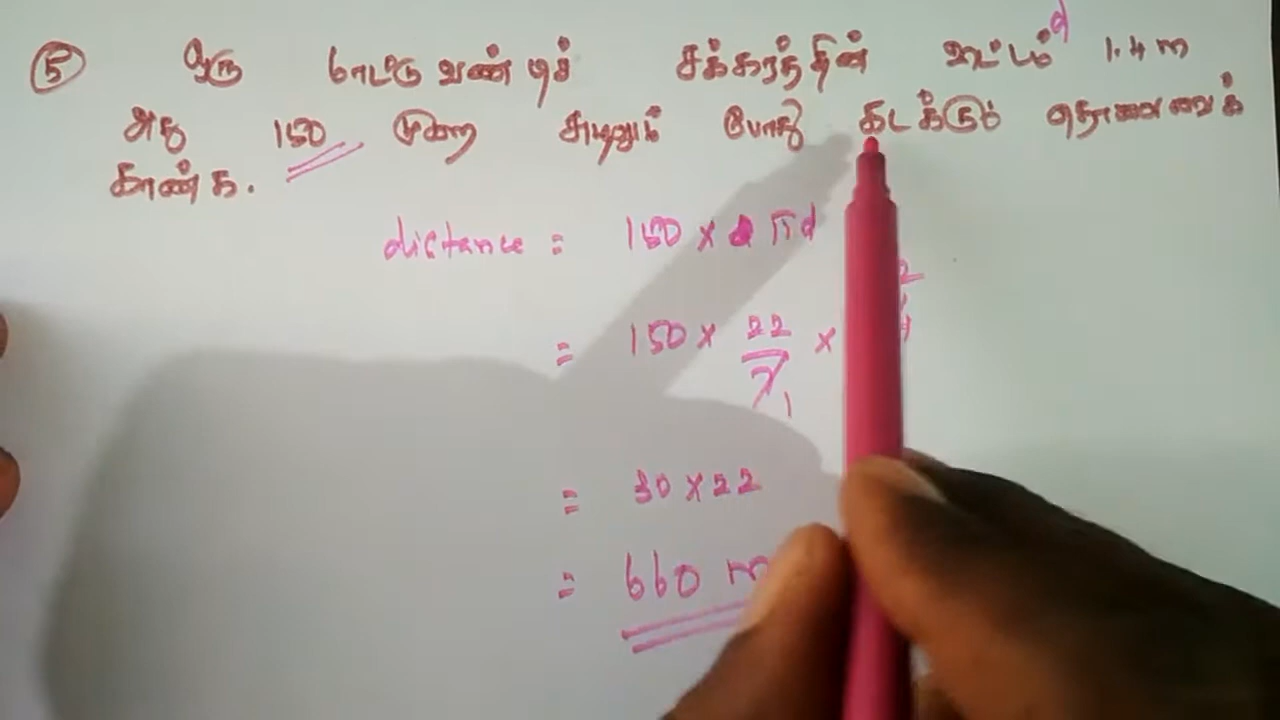 ⑤ ஒரு மாட்டு வண்டிச் சக்கரத்தின் விட்டம் d 1.4 m
அது 150 முறை சுழலும் போது கடக்கும் தொலைவைக்
காண்க.
distance = 150 × πd
= 150 × 22/7 1 ×
= 30 × 22
= 660 m